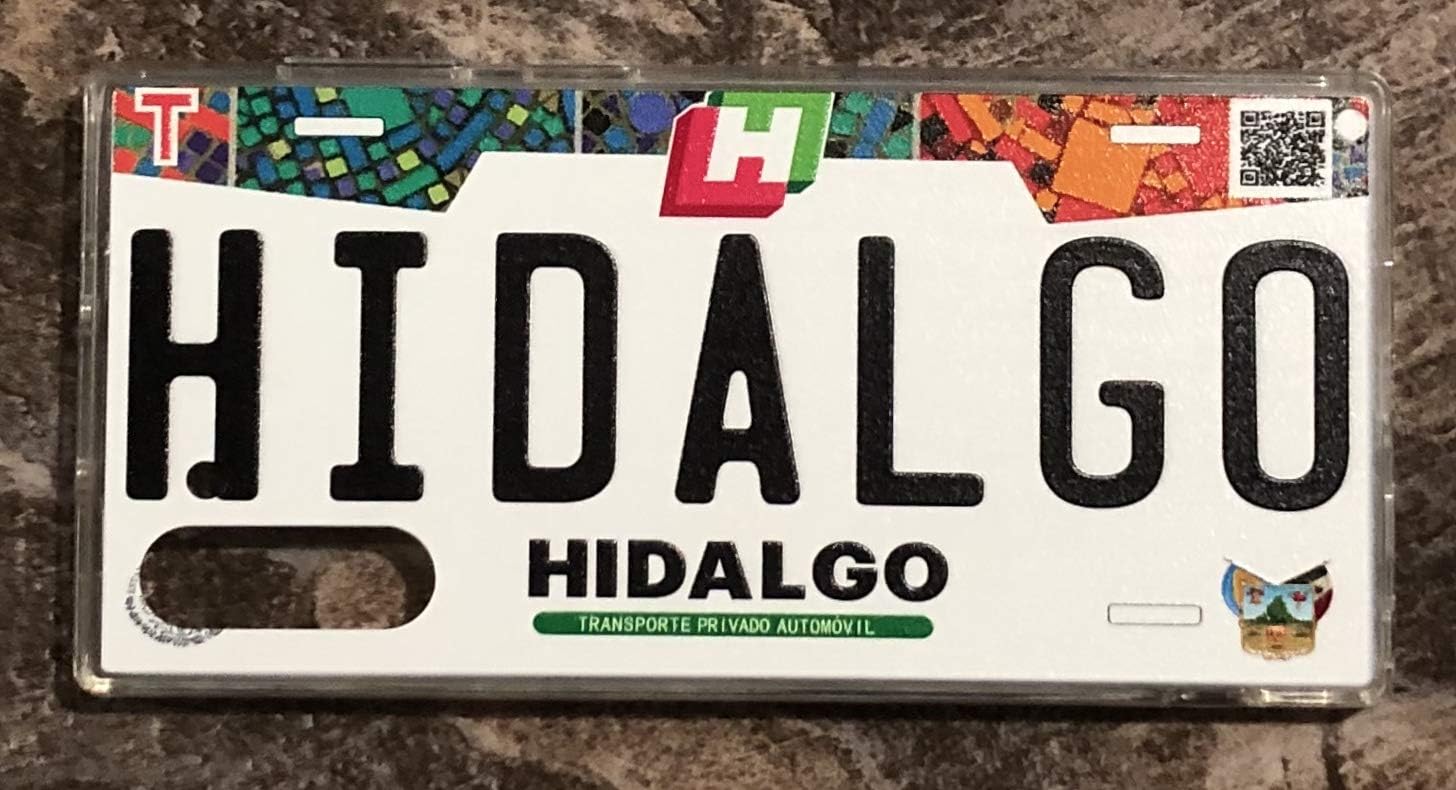 T
H
HIDALGO
HIDALGO
TRANSPORTE PRIVADO AUTOMÓVIL